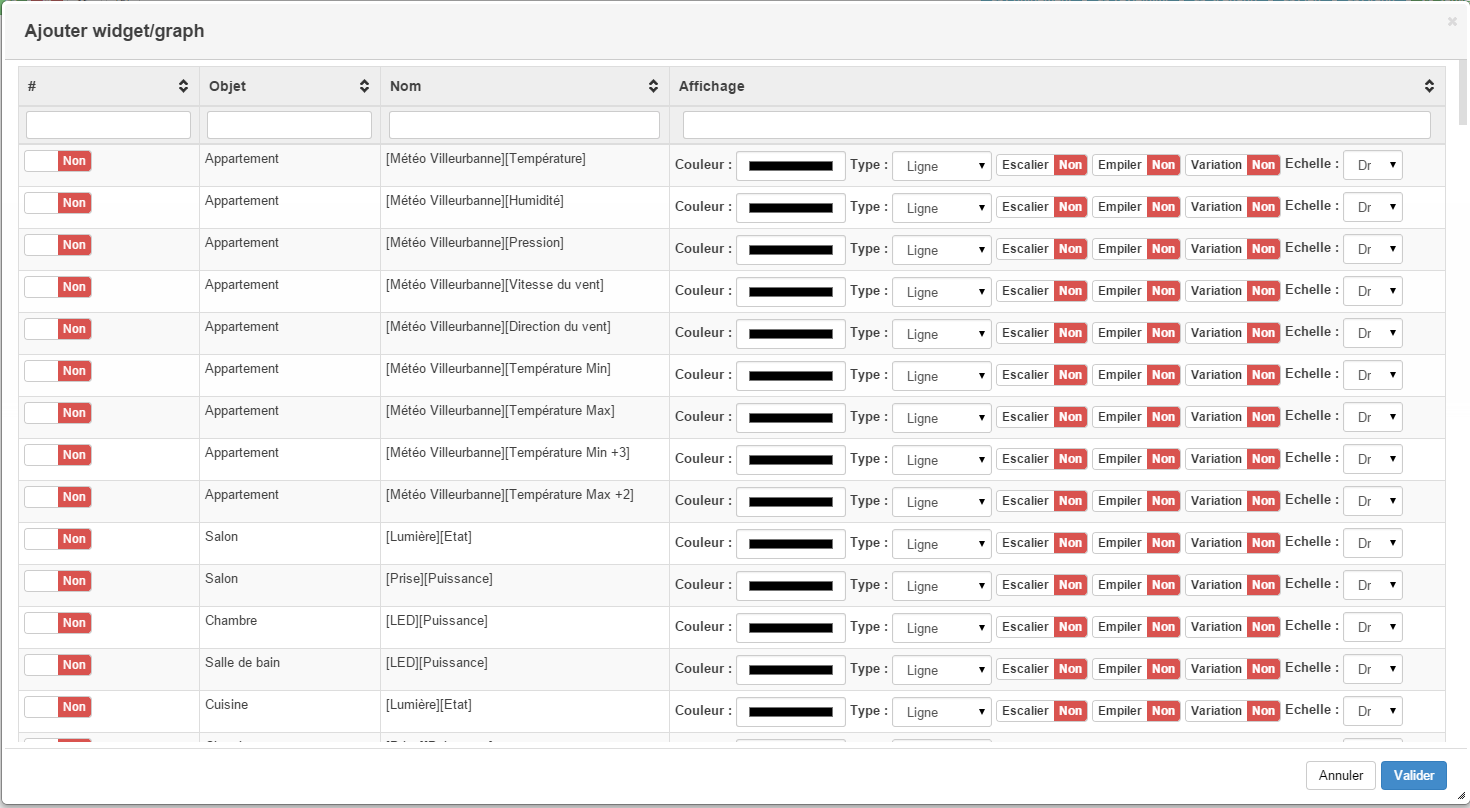 Ajouter widget/graph ×
# Objet Nom Affichage
Non Appartement [Météo Villeurbanne][Température] Couleur : Type : Ligne Escalier Non Empiler Non Variation Non Echelle : Dr
Non Appartement [Météo Villeurbanne][Humidité] Couleur : Type : Ligne Escalier Non Empiler Non Variation Non Echelle : Dr
Non Appartement [Météo Villeurbanne][Pression] Couleur : Type : Ligne Escalier Non Empiler Non Variation Non Echelle : Dr
Non Appartement [Météo Villeurbanne][Vitesse du vent] Couleur : Type : Ligne Escalier Non Empiler Non Variation Non Echelle : Dr
Non Appartement [Météo Villeurbanne][Direction du vent] Couleur : Type : Ligne Escalier Non Empiler Non Variation Non Echelle : Dr
Non Appartement [Météo Villeurbanne][Température Min] Couleur : Type : Ligne Escalier Non Empiler Non Variation Non Echelle : Dr
Non Appartement [Météo Villeurbanne][Température Max] Couleur : Type : Ligne Escalier Non Empiler Non Variation Non Echelle : Dr
Non Appartement [Météo Villeurbanne][Température Min +3] Couleur : Type : Ligne Escalier Non Empiler Non Variation Non Echelle : Dr
Non Appartement [Météo Villeurbanne][Température Max +2] Couleur : Type : Ligne Escalier Non Empiler Non Variation Non Echelle : Dr
Non Salon [Lumière][Etat] Couleur : Type : Ligne Escalier Non Empiler Non Variation Non Echelle : Dr
Non Salon [Prise][Puissance] Couleur : Type : Ligne Escalier Non Empiler Non Variation Non Echelle : Dr
Non Chambre [LED][Puissance] Couleur : Type : Ligne Escalier Non Empiler Non Variation Non Echelle : Dr
Non Salle de bain [LED][Puissance] Couleur : Type : Ligne Escalier Non Empiler Non Variation Non Echelle : Dr
Non Cuisine [Lumière][Etat] Couleur : Type : Ligne Escalier Non Empiler Non Variation Non Echelle : Dr
Annuler Valider